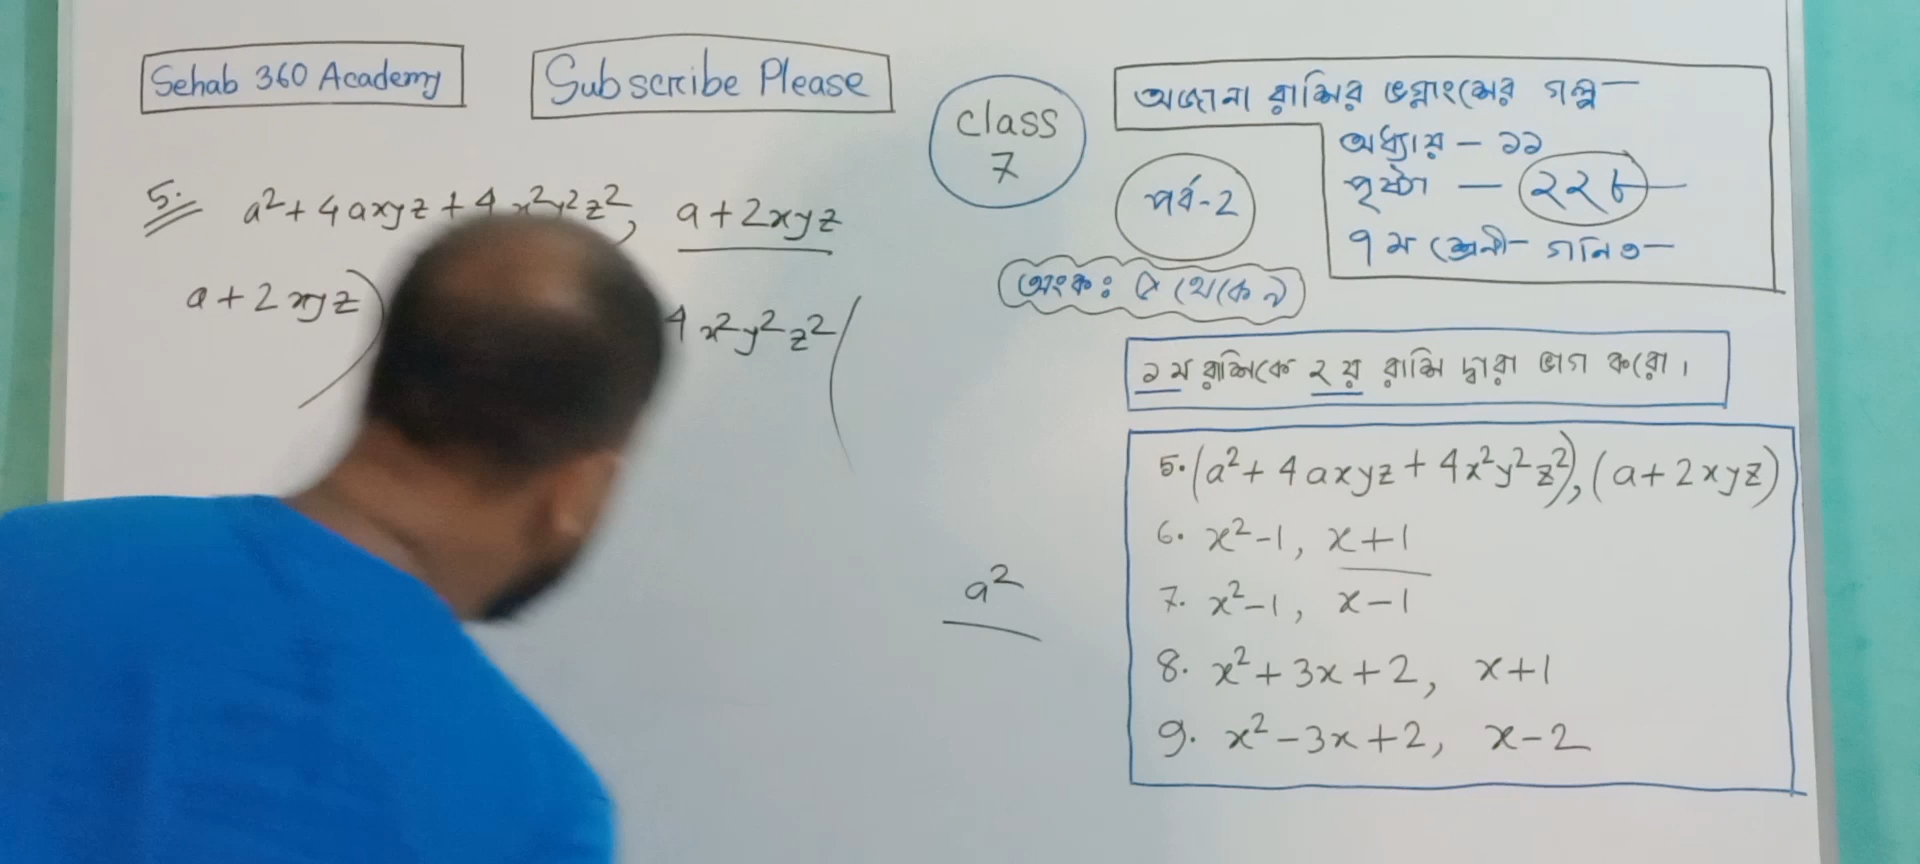 Sehab 360 Academy
Subscribe Please
class
7
অজানা রাশির ভগ্নাংশের গল্প—
অধ্যায় – ১১
পৃষ্ঠা — ২২৮
৭ম শ্রেণী– গনিত—
পর্ব-2
অংক: ৫ থেকে ৯
১ম রাশিকে ২য় রাশি দ্বারা ভাগ করো।
5. a²+4axyz+4x²y²z², a+2xyz
a+2xyz) 4x²y²z²(
a²
5. (a²+4axyz+4x²y²z²), (a+2xyz)
6. x²-1, x+1
7. x²-1, x-1
8. x²+3x+2, x+1
9. x²-3x+2, x-2